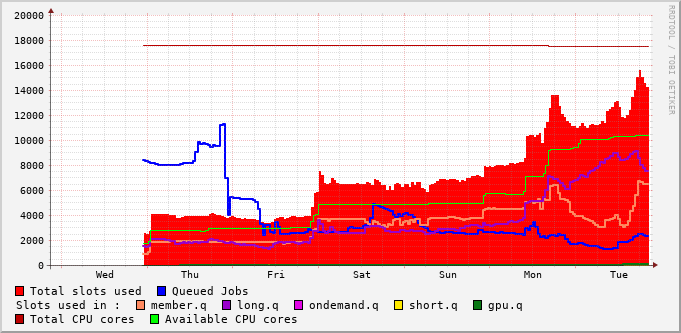 20000
18000
16000
14000
12000
10000
8000
6000
4000
2000
0
Wed Thu Fri Sat Sun Mon Tue
RRDTOOL / TOBI OETIKER
Total slots used Queued Jobs
Slots used in : member.q long.q ondemand.q short.q gpu.q
Total CPU cores Available CPU cores